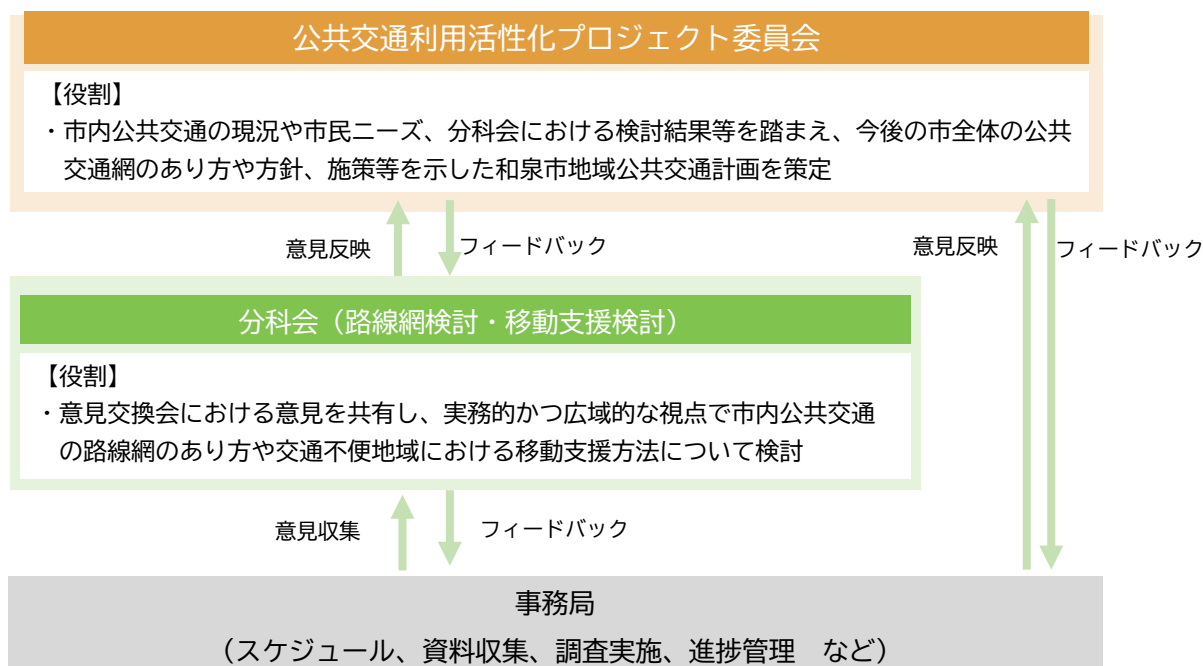 公共交通利用活性化プロジェクト委員会
【役割】
・市内公共交通の現況や市民ニーズ、分科会における検討結果等を踏まえ、今後の市全体の公共
交通網のあり方や方針、施策等を示した和泉市地域公共交通計画を策定
意見反映
フィードバック
意見反映
フィードバック
分科会（路線網検討・移動支援検討）
【役割】
・意見交換会における意見を共有し、実務的かつ広域的な視点で市内公共交通
の路線網のあり方や交通不便地域における移動支援方法について検討
意見収集
フィードバック
事務局
（スケジュール、資料収集、調査実施、進捗管理　など）